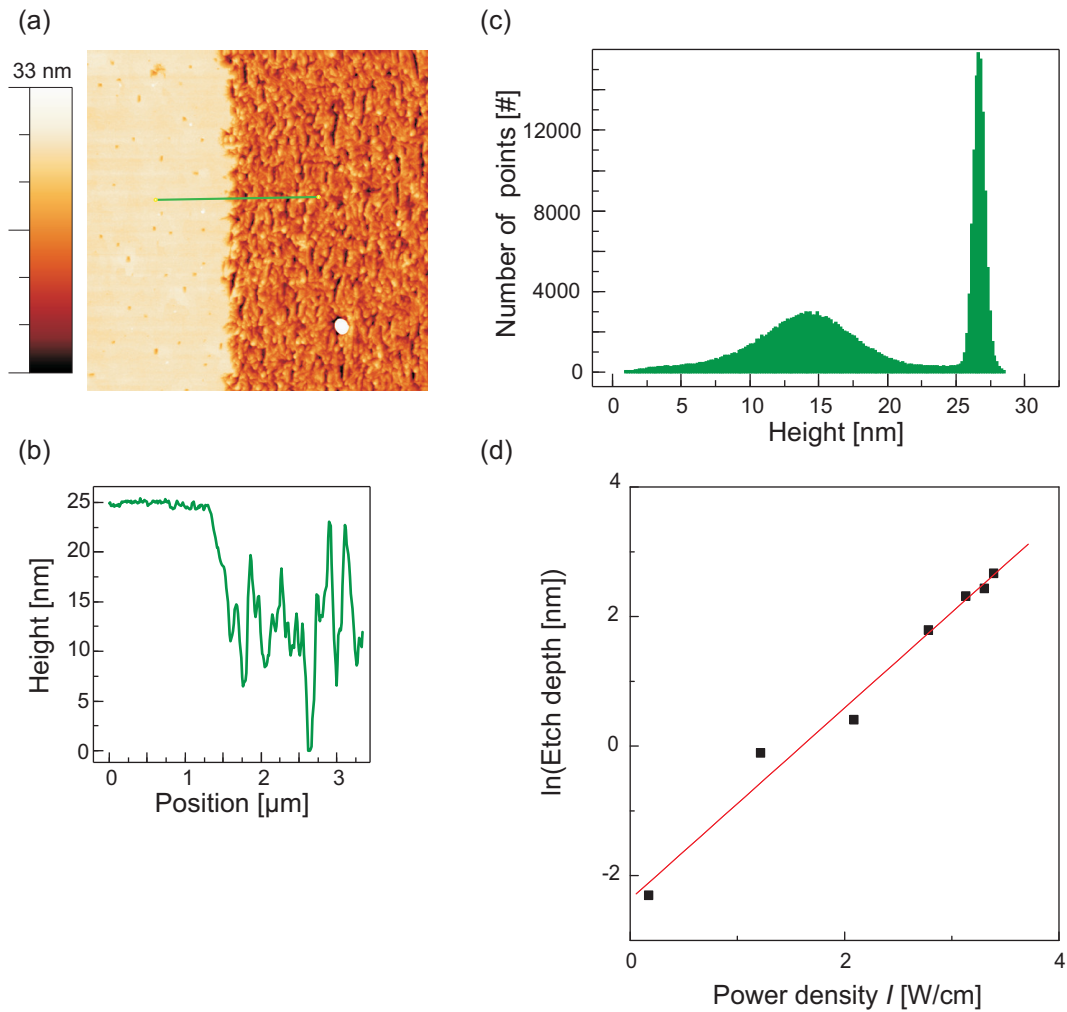 (a)
33 nm
(b)
Height [nm]
25
20
15
10
5
0
0 1 2 3
Position [µm]
(c)
Number of points [#]
12000
8000
4000
0
0 5 10 15 20 25 30
Height [nm]
(d)
ln(Etch depth [nm])
4
2
0
-2
0 2 4
Power density I [W/cm]